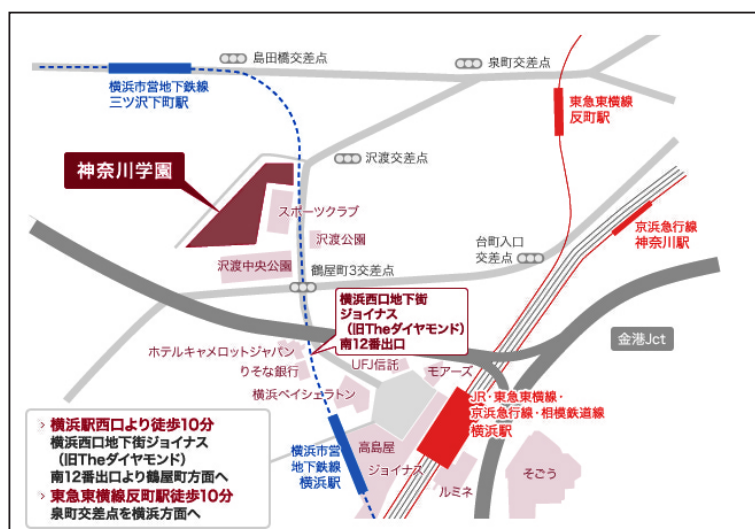 島田橋交差点
泉町交差点
横浜市営地下鉄線
三ツ沢下町駅
東急東横線
反町駅
神奈川学園
沢渡交差点
スポーツクラブ
沢渡公園
京浜急行線
神奈川駅
台町入口
交差点
沢渡中央公園
鶴屋町3交差点
横浜西口地下街
ジョイナス
(旧Theダイヤモンド)
南12番出口
金港Jct
ホテルキャメロットジャパン
りそな銀行
UFJ信託
モアーズ
横浜ベイシェラトン
JR・東急東横線・
京浜急行線・相模鉄道線
横浜駅
高島屋
ジョイナス
横浜市営
地下鉄線
横浜駅
ルミネ
そごう
› 横浜駅西口より徒歩10分
横浜西口地下街ジョイナス
(旧Theダイヤモンド)
南12番出口より鶴屋町方面へ
› 東急東横線反町駅徒歩10分
泉町交差点を横浜方面へ